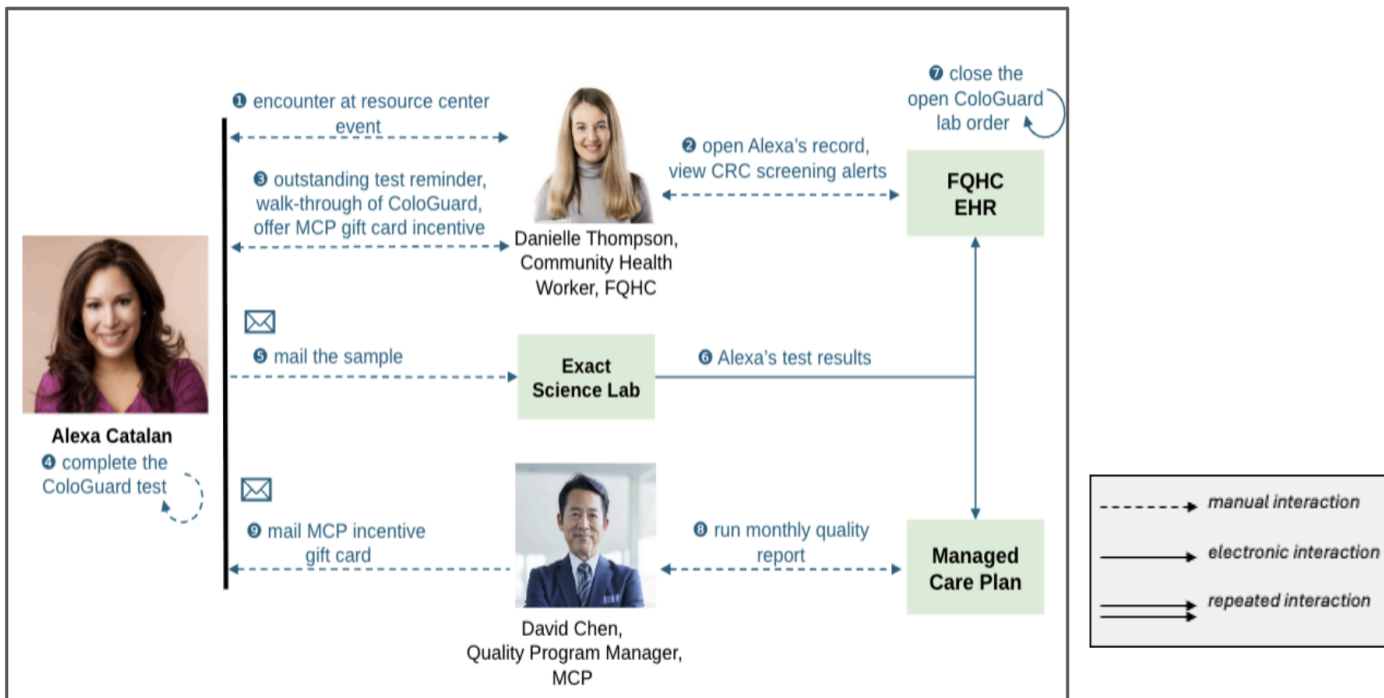 ❶ encounter at resource center
event
❷ open Alexa's record,
view CRC screening alerts
❼ close the
open ColoGuard
lab order
FQHC
EHR
❸ outstanding test reminder,
walk-through of ColoGuard,
offer MCP gift card incentive
Danielle Thompson,
Community Health
Worker, FQHC
❺ mail the sample
Exact
Science Lab
❻ Alexa's test results
Alexa Catalan
❹ complete the
ColoGuard test
❾ mail MCP incentive
gift card
David Chen,
Quality Program Manager,
MCP
❽ run monthly quality
report
Managed
Care Plan
manual interaction
electronic interaction
repeated interaction